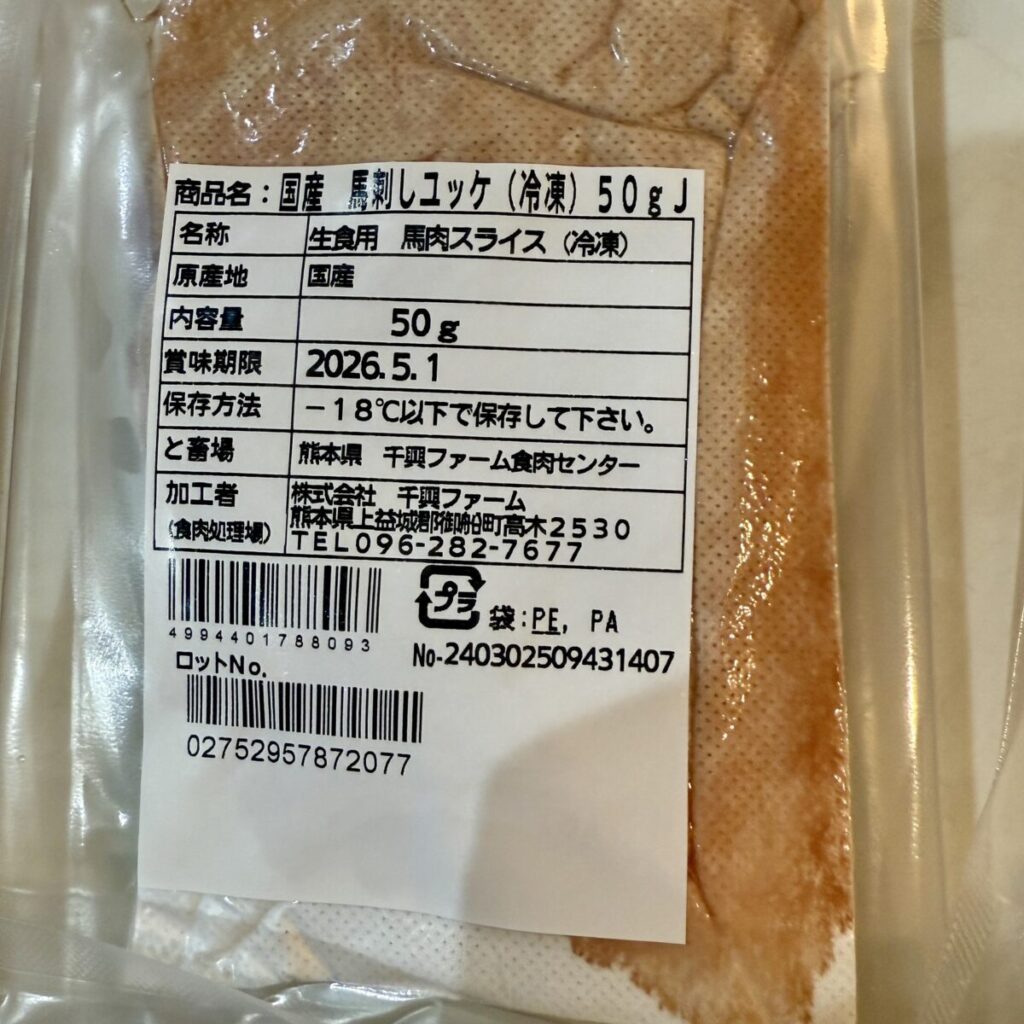 商品名：国産 馬刺しユッケ（冷凍）５０ｇＪ
名称 生食用 馬肉スライス（冷凍）
原産地 国産
内容量 50ｇ
賞味期限 2026.5.1
保存方法 －１８℃以下で保存して下さい。
と畜場 熊本県 千興ファーム食肉センター
加工者 株式会社 千興ファーム
(食肉処理場) 熊本県上益城郡御船町高木２５３０
ＴＥＬ０９６-２８２-７６７７
プラ 袋：PE, PA
4994401788093
No-240302509431407
ロットNo.
02752957872077